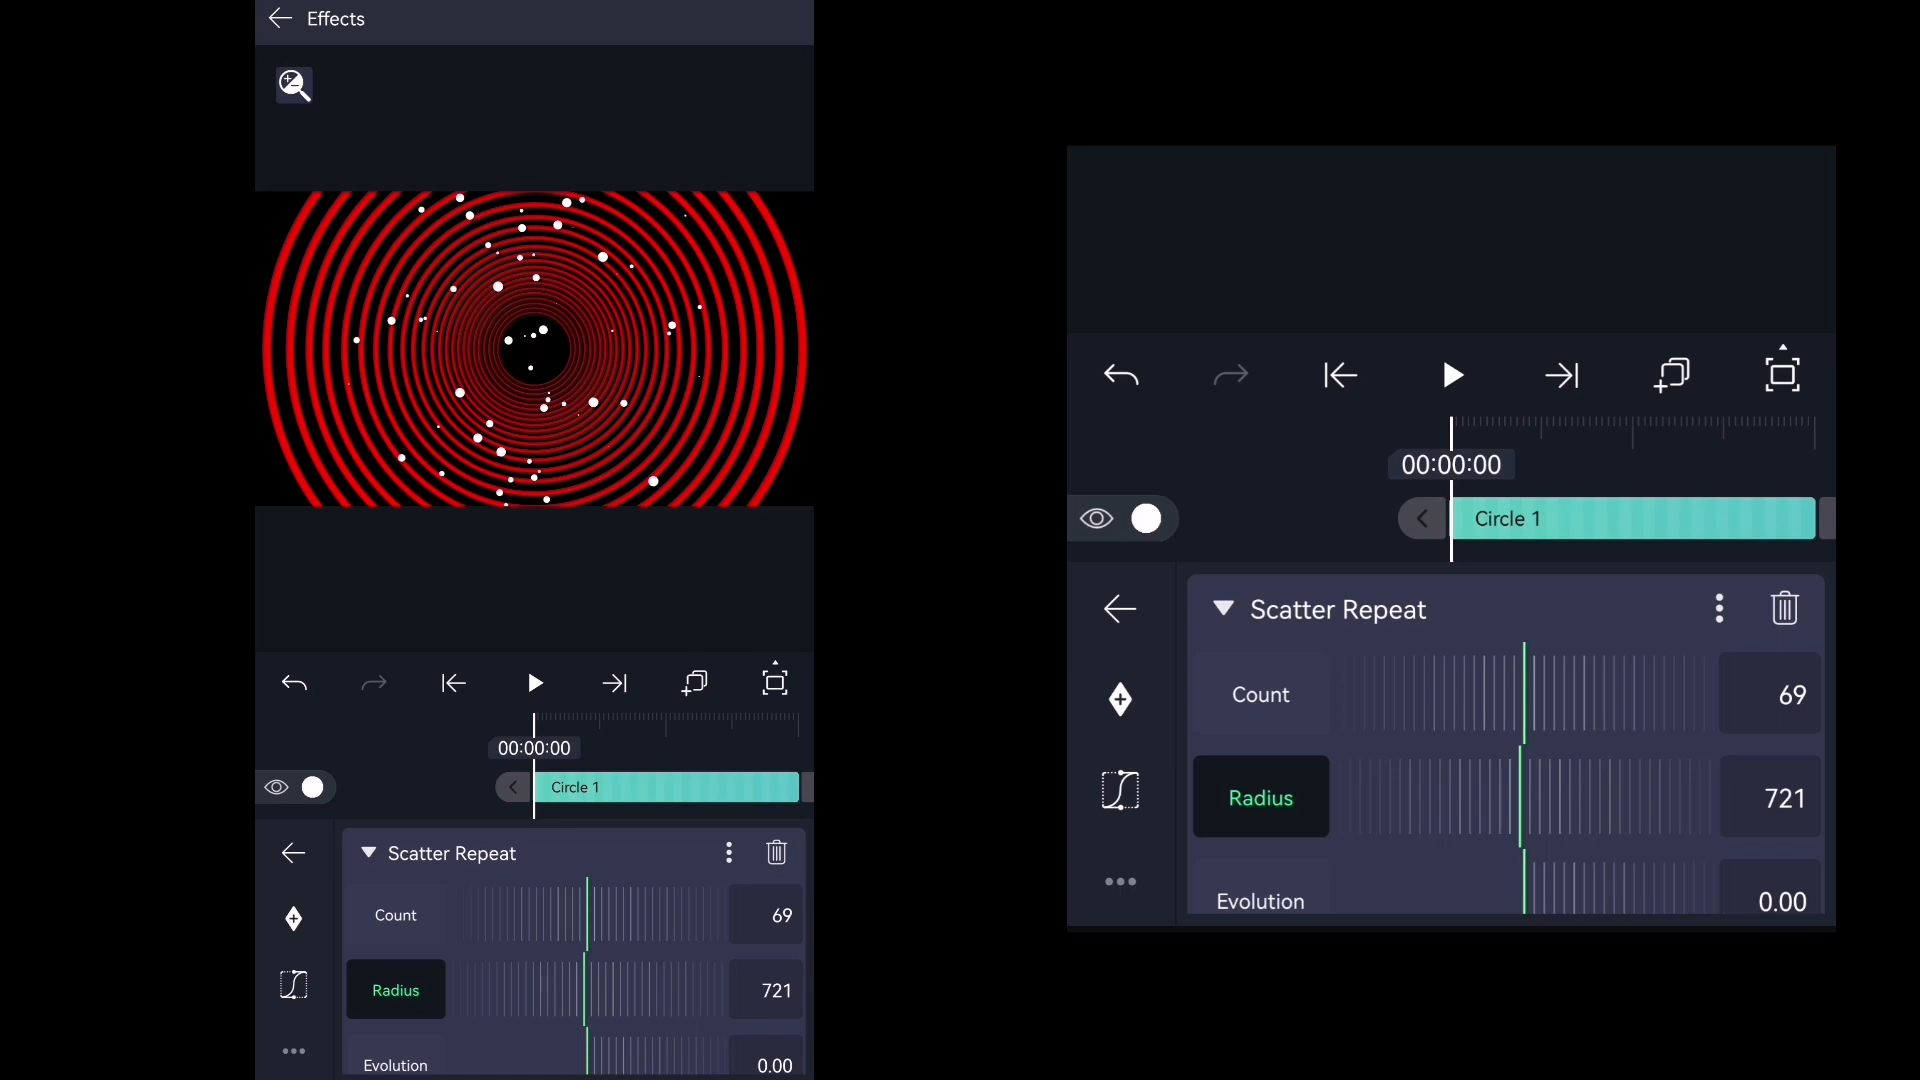 Effects
00:00:00
Circle 1
Scatter Repeat
Count 69
Radius 721
Evolution 0.00
00:00:00
Circle 1
Scatter Repeat
Count 69
Radius 721
Evolution 0.00